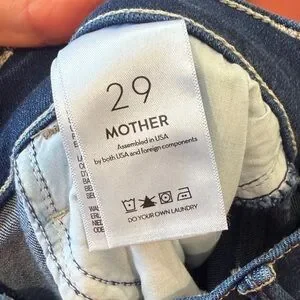 29
MOTHER
Assembled in USA
by both USA and foreign components
DO YOUR OWN LAUNDRY